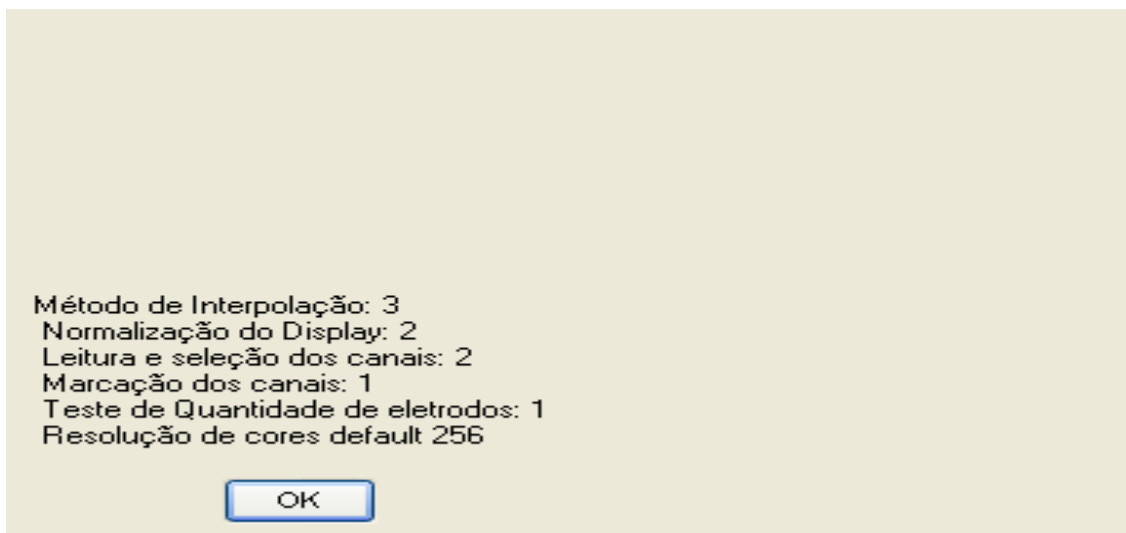 Método de Interpolação: 3
Normalização do Display: 2
Leitura e seleção dos canais: 2
Marcação dos canais: 1
Teste de Quantidade de eletrodos: 1
Resolução de cores default 256
OK